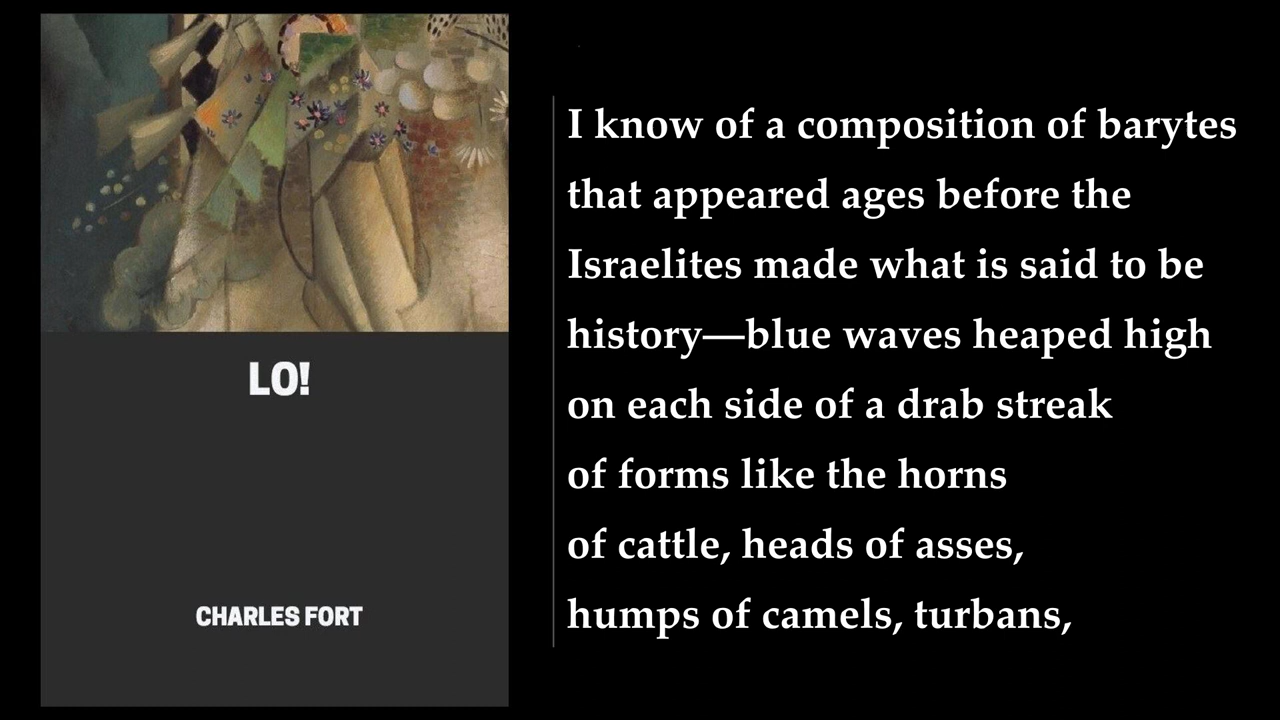 LO!
CHARLES FORT
I know of a composition of barytes
that appeared ages before the
Israelites made what is said to be
history—blue waves heaped high
on each side of a drab streak
of forms like the horns
of cattle, heads of asses,
humps of camels, turbans,